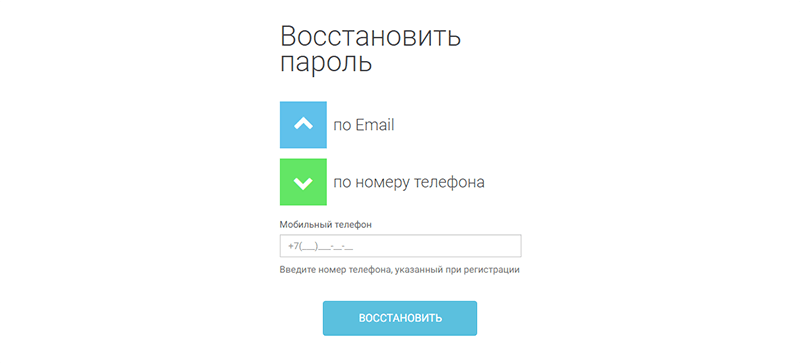 Восстановить
пароль
по Email
по номеру телефона
Мобильный телефон
+7(___)___-__-__
Введите номер телефона, указанный при регистрации
ВОССТАНОВИТЬ